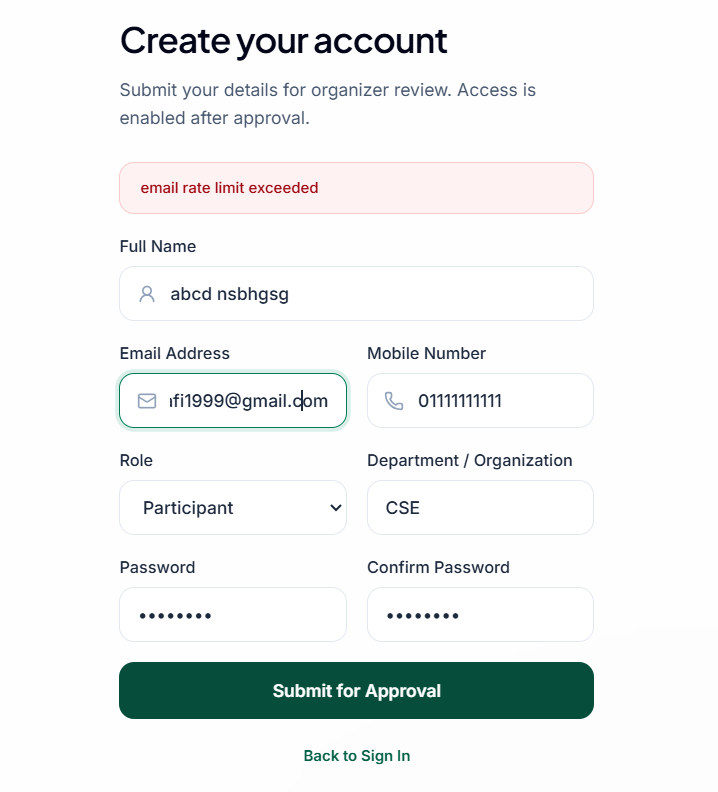 Create your account
Submit your details for organizer review. Access is
enabled after approval.
email rate limit exceeded
Full Name
abcd nsbhgsg
Email Address
Mobile Number
fi1999@gmail.com
01111111111
Role
Department / Organization
Participant
CSE
Password
Confirm Password
••••••••
••••••••
Submit for Approval
Back to Sign In